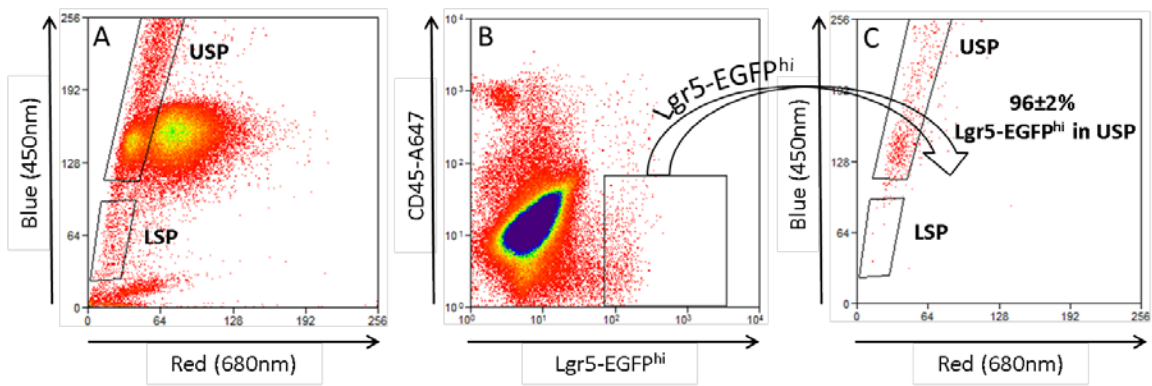 A
USP
LSP
Blue (450nm)
256
192
128
64
0
0
64
128
192
256
Red (680nm)
B
CD45-A647
10⁴
10³
10²
10¹
10⁰
10⁰
10¹
10²
10³
10⁴
Lgr5-EGFPʰⁱ
Lgr5-EGFPʰⁱ
C
USP
96±2%
Lgr5-EGFPʰⁱ in USP
LSP
Blue (450nm)
256
192
128
64
0
0
64
128
192
256
Red (680nm)